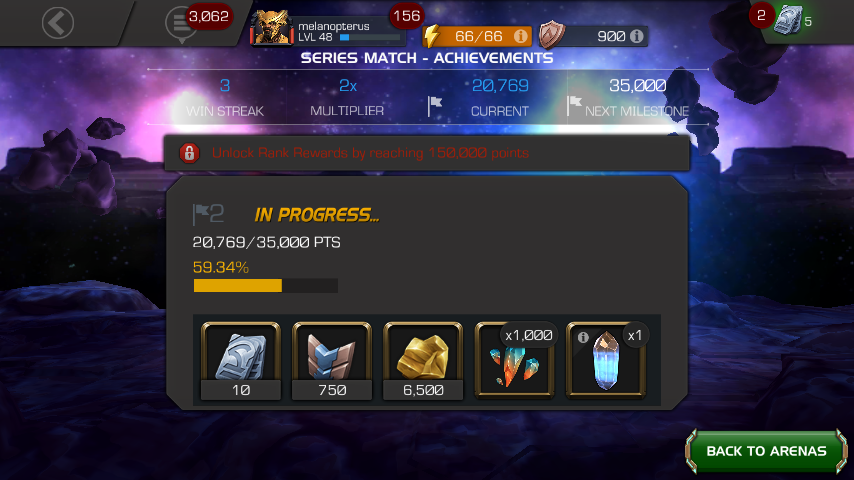 3,062
melanopterus
LVL 48
156
66/66
900
2
5
SERIES MATCH - ACHIEVEMENTS
3
WIN STREAK
2x
MULTIPLIER
20,769
CURRENT
35,000
NEXT MILESTONE
Unlock Rank Rewards by reaching 150,000 points
2
IN PROGRESS...
20,769/35,000 PTS
59.34%
10
750
6,500
x1,000
x1
BACK TO ARENAS